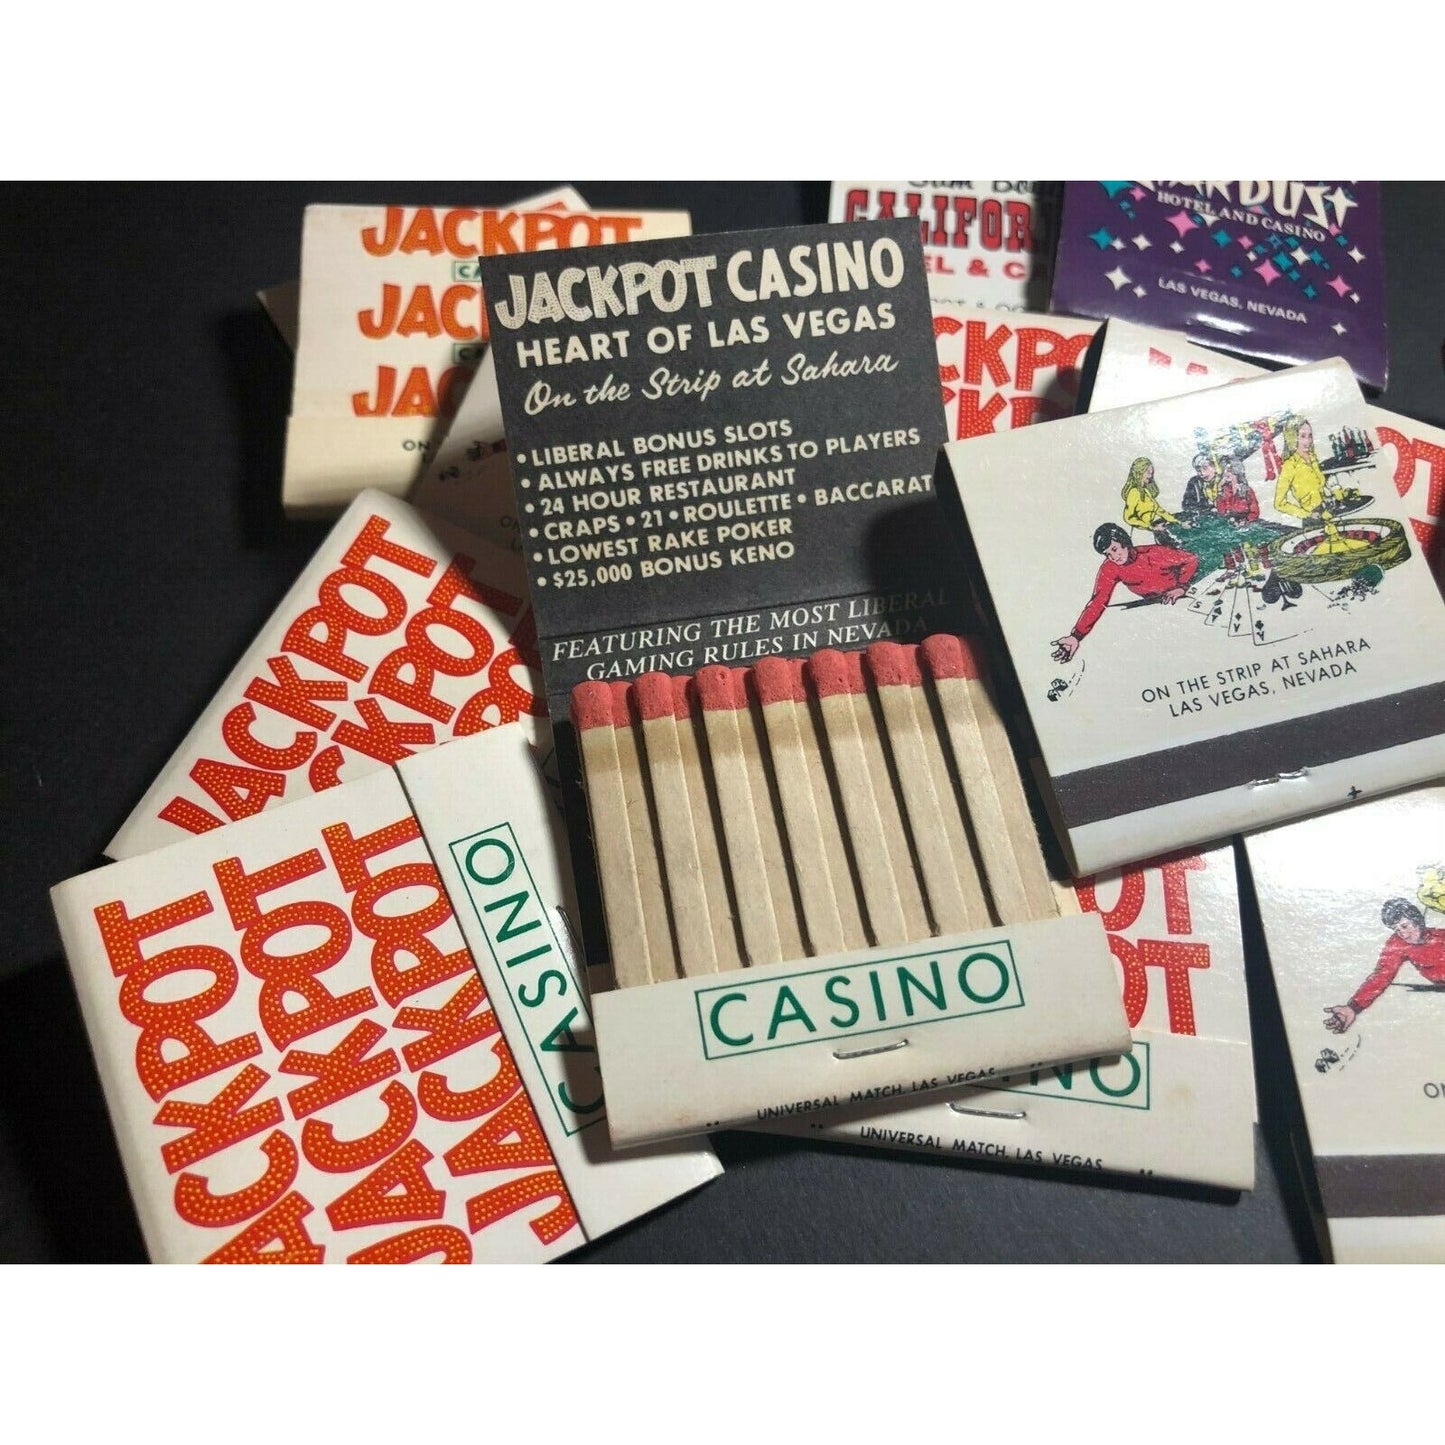 JACKPOT
JACKPOT CASINO
HEART OF LAS VEGAS
On the Strip at Sahara
• LIBERAL BONUS SLOTS
• ALWAYS FREE DRINKS TO PLAYERS
• 24 HOUR RESTAURANT
• CRAPS • 21 • ROULETTE • BACCARAT
• LOWEST RAKE POKER
• $25,000 BONUS KENO
FEATURING THE MOST LIBERAL
GAMING RULES IN NEVADA
CASINO
UNIVERSAL MATCH, LAS VEGAS
UNIVERSAL MATCH, LAS VEGAS
HOTEL AND CASINO
LAS VEGAS, NEVADA
ON THE STRIP AT SAHARA
LAS VEGAS, NEVADA
JACKPOT
JACKPOT
JACKPOT
JACKPOT
CASINO